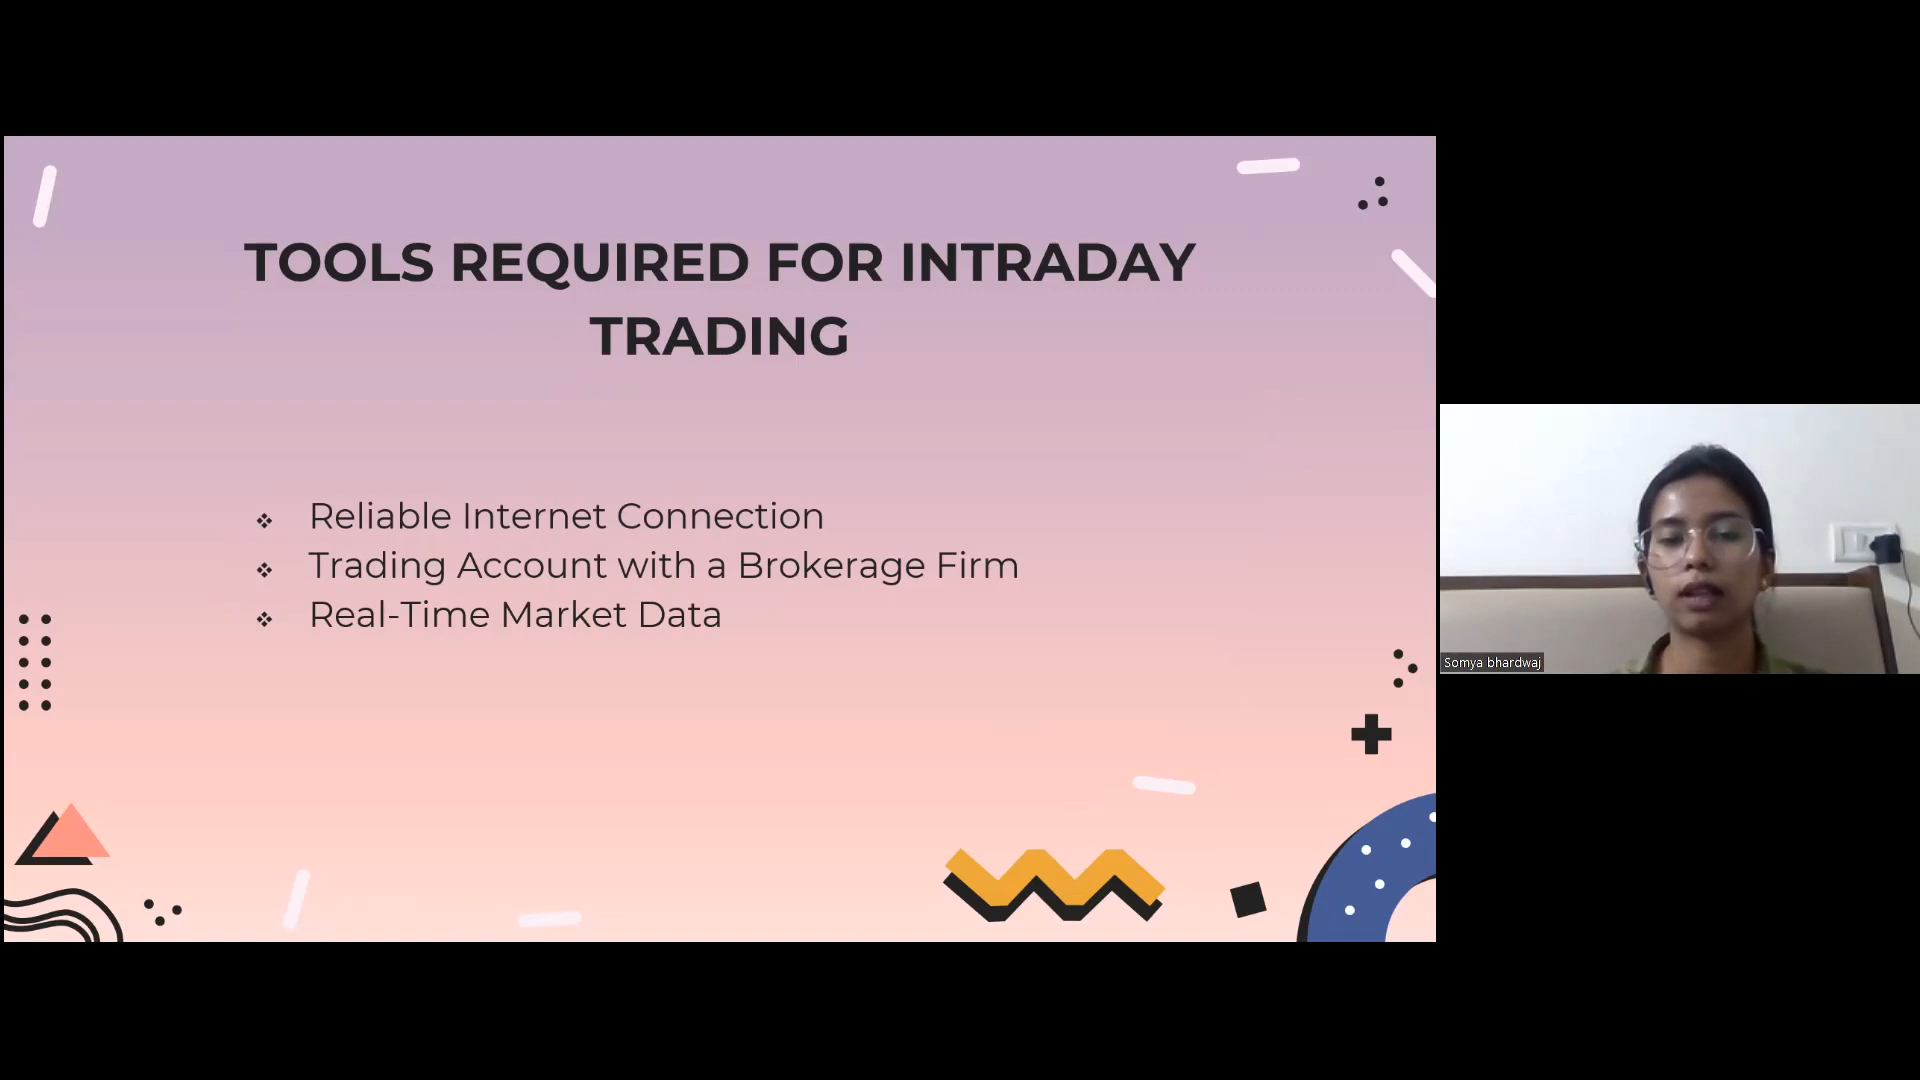 TOOLS REQUIRED FOR INTRADAY
TRADING
❖ Reliable Internet Connection
❖ Trading Account with a Brokerage Firm
❖ Real-Time Market Data
Somya bhardwaj